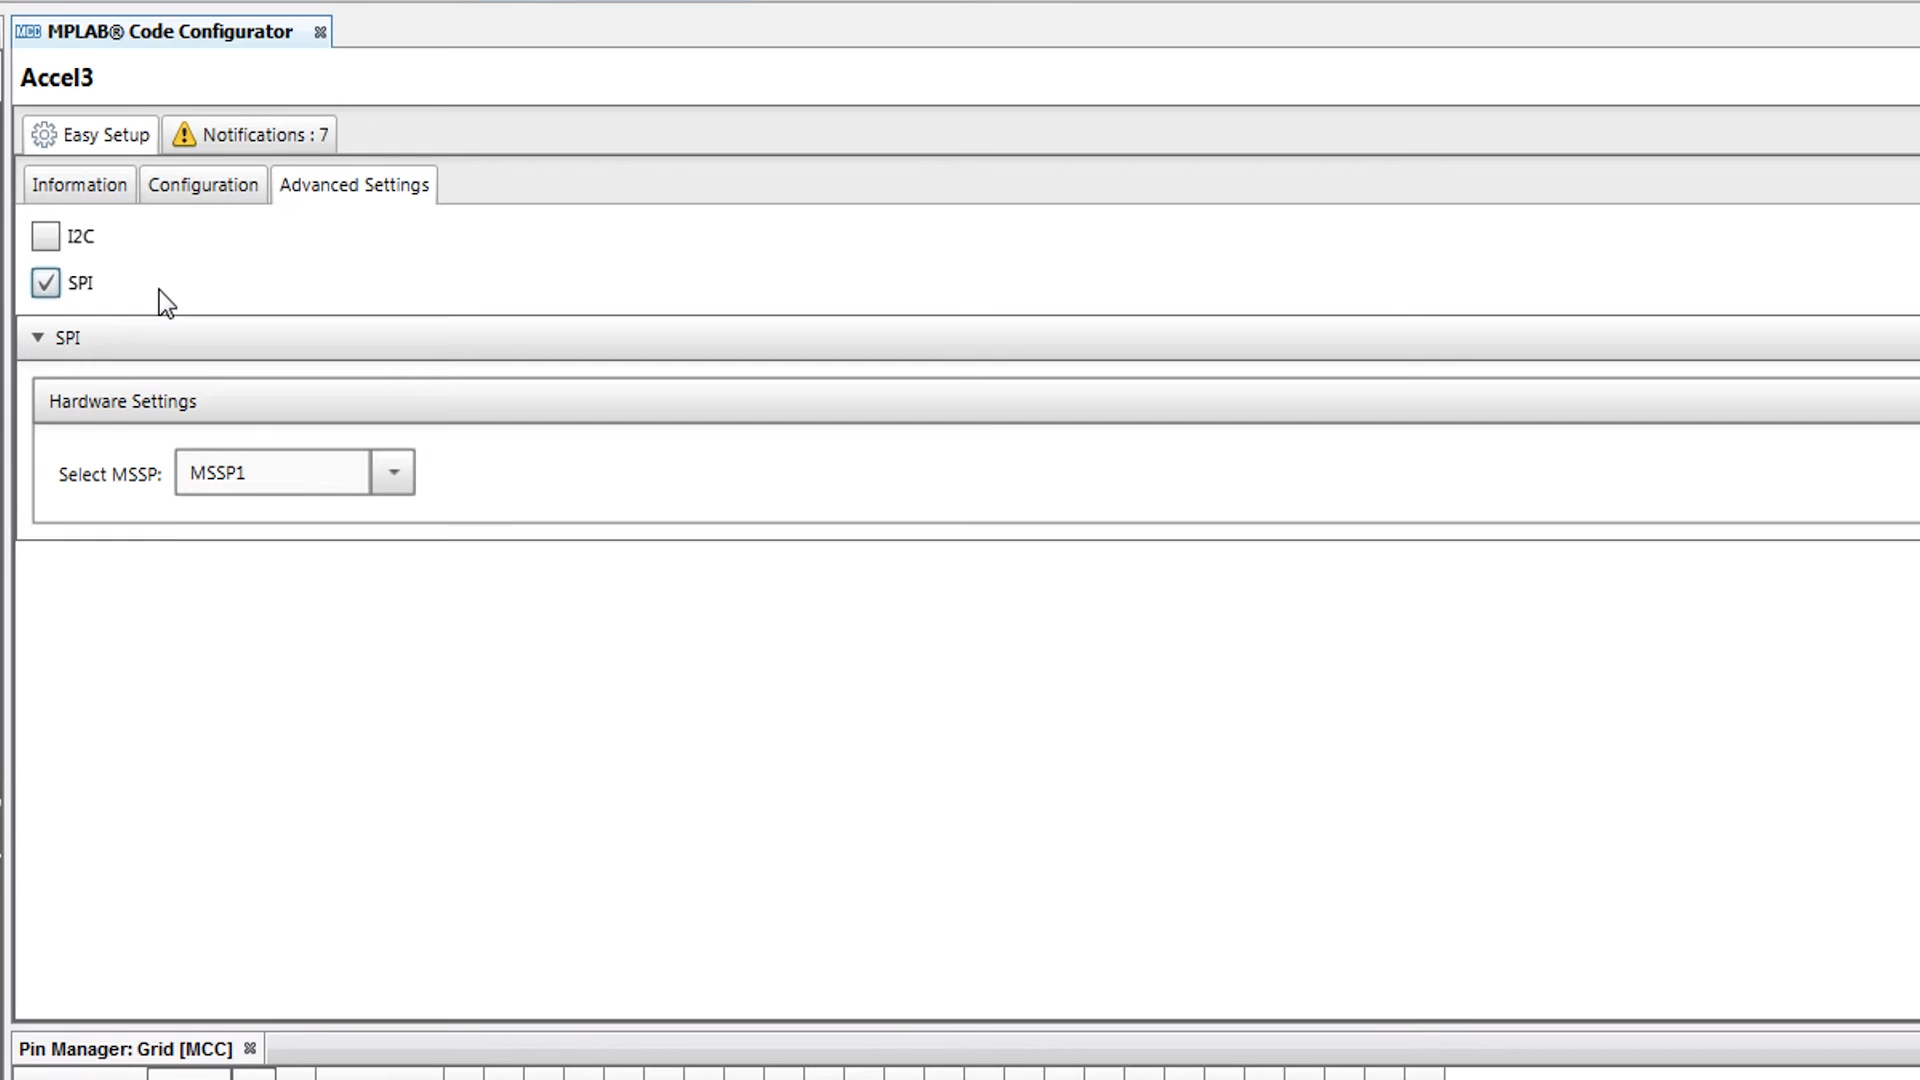 MCC MPLAB® Code Configurator
Accel3
Easy Setup
Notifications : 7
Information
Configuration
Advanced Settings
I2C
SPI
SPI
Hardware Settings
Select MSSP:
MSSP1
Pin Manager: Grid [MCC]